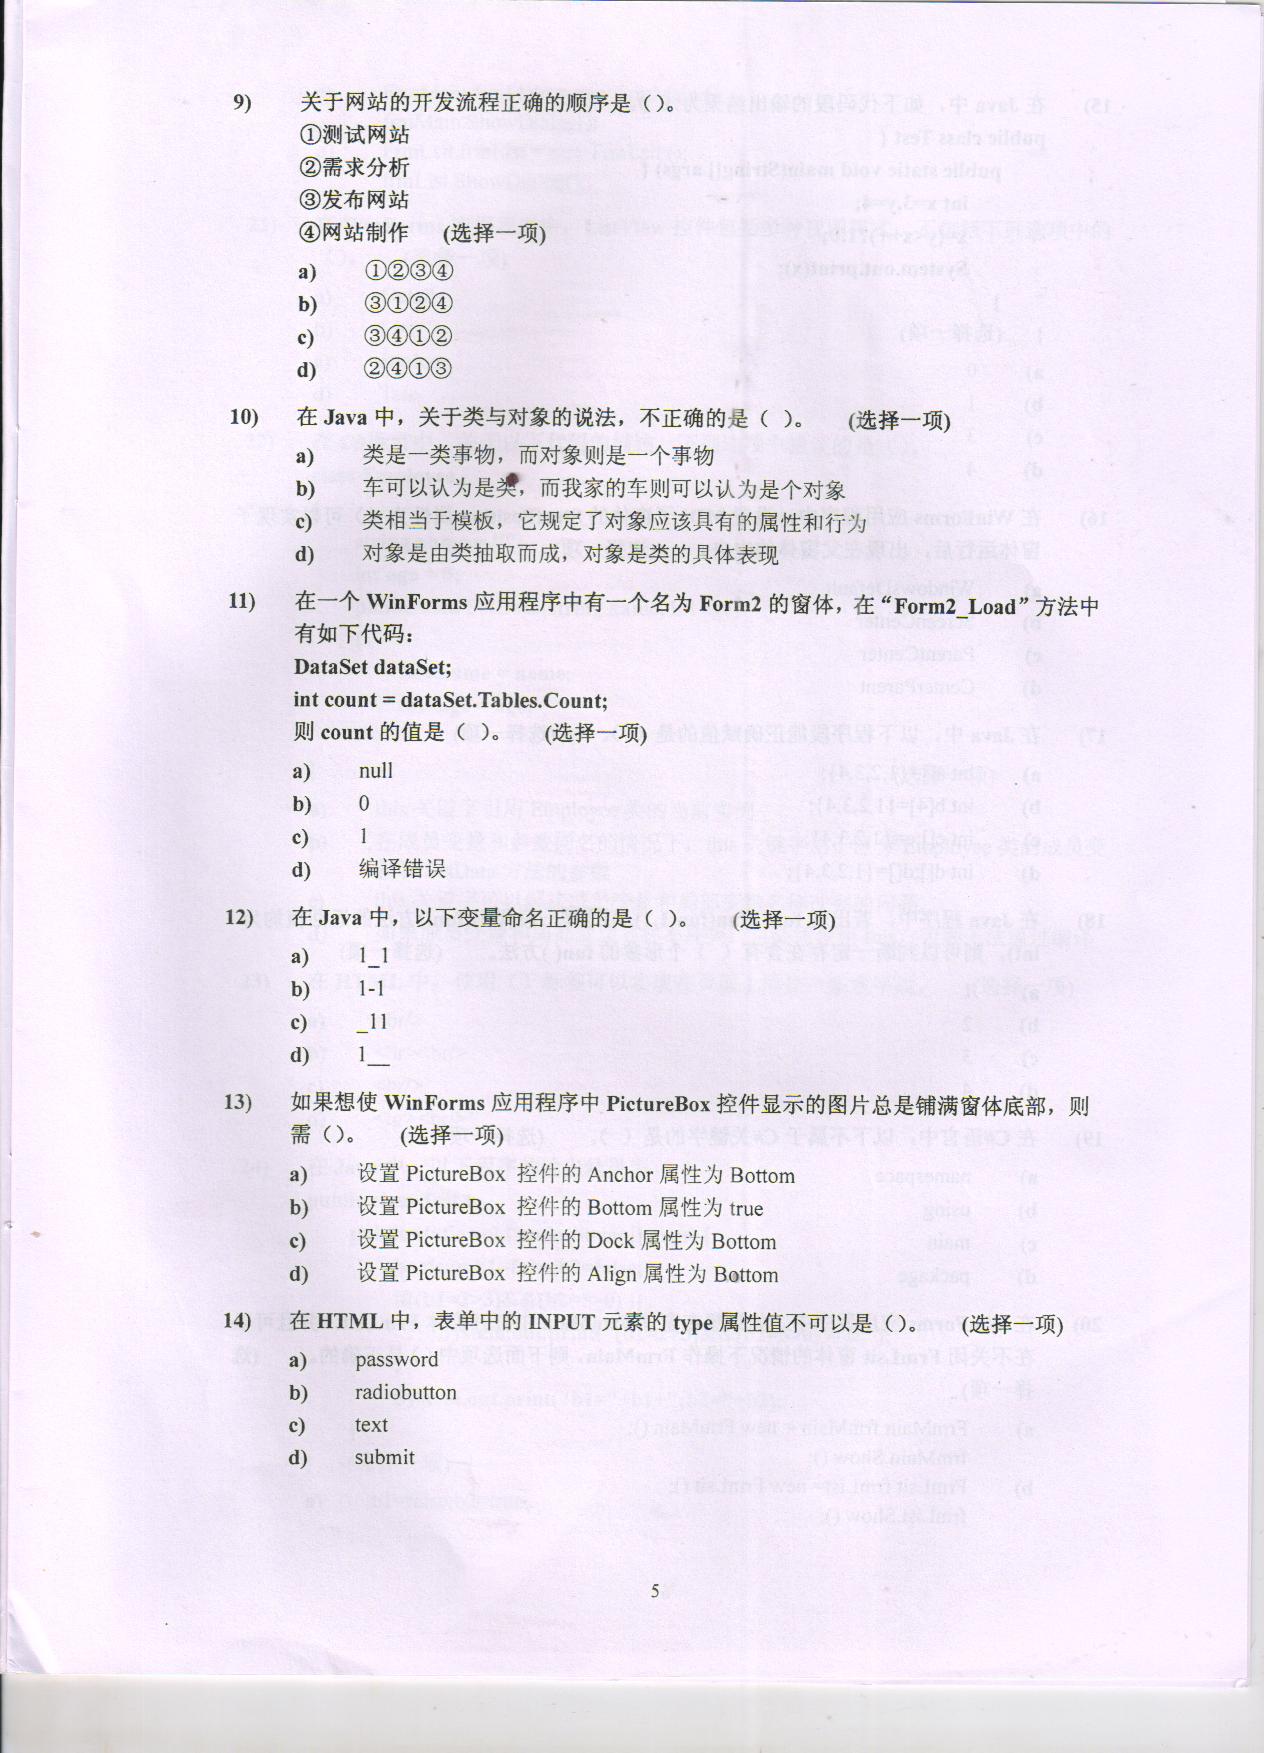 9) 关于网站的开发流程正确的顺序是（）。
①测试网站
②需求分析
③发布网站
④网站制作 (选择一项)
a) ①②③④
b) ③①②④
c) ③④①②
d) ②④①③
10) 在 Java 中，关于类与对象的说法，不正确的是（ ）。 (选择一项)
a) 类是一类事物，而对象则是一个事物
b) 车可以认为是类，而我家的车则可以认为是个对象
c) 类相当于模板，它规定了对象应该具有的属性和行为
d) 对象是由类抽取而成，对象是类的具体表现
11) 在一个 WinForms 应用程序中有一个名为 Form2 的窗体，在“Form2_Load”方法中
有如下代码：
DataSet dataSet;
int count = dataSet.Tables.Count;
则 count 的值是（ ）。 (选择一项)
a) null
b) 0
c) 1
d) 编译错误
12) 在 Java 中，以下变量命名正确的是（ ）。 (选择一项)
a) 1_1
b) 1-1
c) _11
d) 1__
13) 如果想使 WinForms 应用程序中 PictureBox 控件显示的图片总是铺满窗体底部，则
需（）。 (选择一项)
a) 设置 PictureBox 控件的 Anchor 属性为 Bottom
b) 设置 PictureBox 控件的 Bottom 属性为 true
c) 设置 PictureBox 控件的 Dock 属性为 Bottom
d) 设置 PictureBox 控件的 Align 属性为 Bottom
14) 在 HTML 中，表单中的 INPUT 元素的 type 属性值不可以是（）。 (选择一项)
a) password
b) radiobutton
c) text
d) submit
5